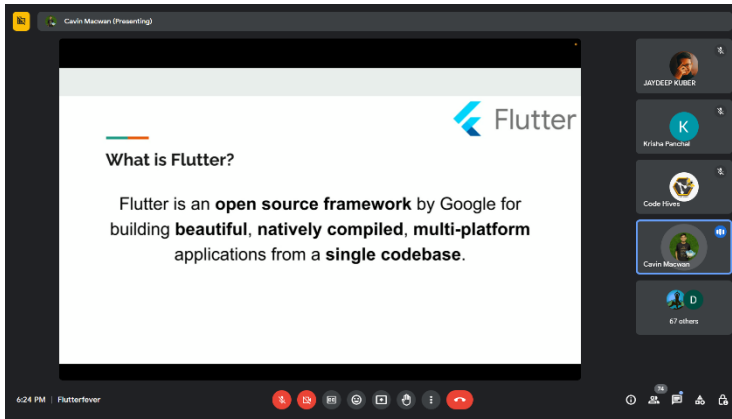 Cavin Macwan (Presenting)
Flutter
What is Flutter?
Flutter is an open source framework by Google for
building beautiful, natively compiled, multi-platform
applications from a single codebase.
JAYDEEP KUBER
K
Krisha Panchal
Code Hives
Cavin Macwan
D
67 others
6:24 PM | Flutterfever
74